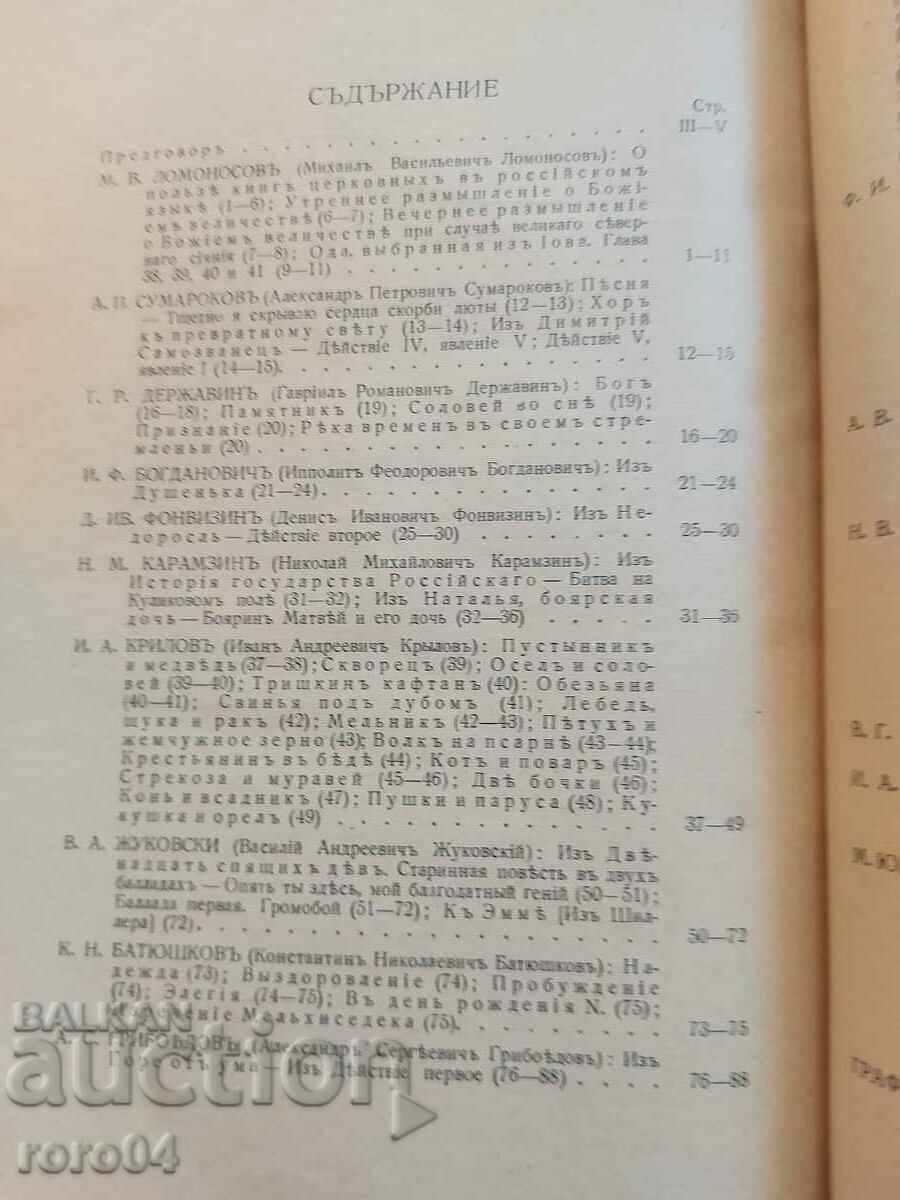 СЪДЪРЖАНИЕ
Стр.
Предговоръ . . . . . . . . . . . . . . . . III—V
М. В. ЛОМОНОСОВЪ (Михаилъ Васильевич Ломоносовъ): О
пользѣ книгъ церковныхъ въ россійском
языкѣ (1—6); Утреннее размышленіе о Божі-
емъ величествѣ (6—7); Вечернее размышленіе
о Божіемъ величествѣ при случаѣ великаго сѣвер-
наго сіянія (7—8); Ода, выбранная изъ Іова. Глава
38, 39, 40 и 41 (9—11) . . . . . . . . . . . 1—11
А. П. СУМАРОКОВЪ (Александръ Петровичъ Сумароковъ): Пѣсня
— Тщетно я скрываю сердца скорби люты (12—13); Хоръ
къ превратному свѣту (13—14); Изъ Димитрій
Самозванецъ — Дѣйствіе IV, явленіе V; Дѣйствіе V,
явленіе I (14—15). . . . . . . . . . . . . 12—15
Г. Р. ДЕРЖАВИНЪ (Гавріилъ Романовичъ Державинъ): Богъ
(16—18); Памятникъ (19); Соловей во снѣ (19);
Признаніе (20); Рѣка временъ въ своемъ стре-
мленьи (20) . . . . . . . . . . . . . . . 16—20
И. Ф. БОГДАНОВИЧЪ (Ипполитъ Феодоровичъ Богдановичъ): Изъ
Душенька (21—24) . . . . . . . . . . . . . 21—24
Д. ИВ. ФОНВИЗИНЪ (Денисъ Ивановичъ Фонвизинъ): Изъ Не-
доросль — Дѣйствіе второе (25—30) . . . . . . . 25—30
Н. М. КАРАМЗИНЪ (Николай Михайловичъ Карамзинъ): Изъ
Исторія государства Россійскаго — Битва на
Куликовомъ полѣ (31—32); Изъ Наталья, боярская
дочь — Бояринъ Матвѣй и его дочь (32—36) . . . . . 31—36
И. А. КРИЛОВЪ (Иванъ Андреевичъ Крыловъ): Пустынникъ
и медвѣдь (37—38); Скворецъ (39); Оселъ и соло-
вей (39—40); Тришкинъ кафтанъ (40); Обезьяна
(40—41); Свинья подъ дубомъ (41); Лебедь,
щука и ракъ (42); Мельникъ (42—43); Пѣтухъ и
жемчужное зерно (43); Волкъ на псарнѣ (43—44);
Крестьянинъ въ бѣдѣ (44); Котъ и поваръ (45);
Стрекоза и муравей (45—46); Двѣ бочки (46);
Конь и всадникъ (47); Пушки и паруса (48); Ку-
кушка и орелъ (49) . . . . . . . . . . . . 37—49
В. А. ЖУКОВСКИ (Василій Андреевичъ Жуковскій): Изъ Двѣ-
надцать спящихъ дѣвъ. Старинная повѣсть въ двухъ
балладахъ — Опять ты здѣсь, мой благодатный геній (50—51);
Баллада первая. Громобой (51—72); Къ Эммѣ [Изъ Шил-
лера] (72). . . . . . . . . . . . . . . . 50—72
К. Н. БАТЮШКОВЪ (Константинъ Николаевичъ Батюшковъ): На-
дежда (73); Выздоровленіе (74); Пробужденіе
(74); Элегія (74—75); Въ день рожденія N. (75);
Изреченіе Мельхиседека (75). . . . . . . . . 73—75
А. С. ГРИБОѢДОВЪ (Александръ Сергѣевичъ Грибоѣдовъ): Изъ
Горе отъ ума — Изъ Дѣйствіе первое (76—88) . . . . 76—88
Ф. И.
А. В.
Н. В.
В. Г.
И. А.
М. Ю
ГРАФ
BALKAN
auction
roro04